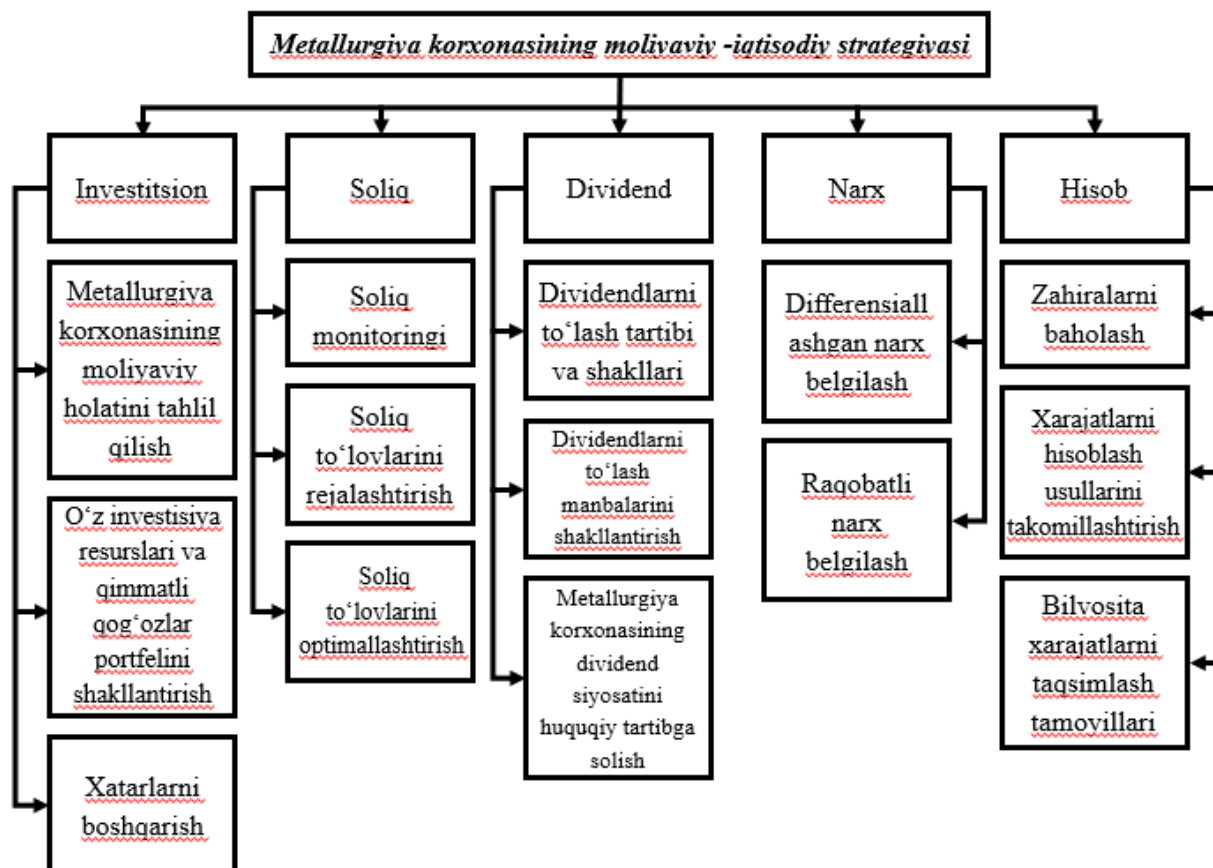 Metallurgiya korxonasining moliyaviy -iqtisodiy strategiyasi
Investitsion
Metallurgiya
korxonasining
moliyaviy
holatini tahlil
qilish
O‘z investisiya
resurslari va
qimmatli
qog‘ozlar
portfelini
shakllantirish
Xatarlarni
boshqarish
Soliq
Soliq
monitoringi
Soliq
to‘lovlarini
rejalashtirish
Soliq
to‘lovlarini
optimallashtirish
Dividend
Dividendlarni
to‘lash tartibi
va shakllari
Dividendlarni
to‘lash
manbalarini
shakllantirish
Metallurgiya
korxonasining
dividend
siyosatini
huquqiy tartibga
solish
Narx
Differensiall
ashgan narx
belgilash
Raqobatli
narx
belgilash
Hisob
Zahiralarni
baholash
Xarajatlarni
hisoblash
usullarini
takomillashtirish
Bilvosita
xarajatlarni
taqsimlash
tamoyillari